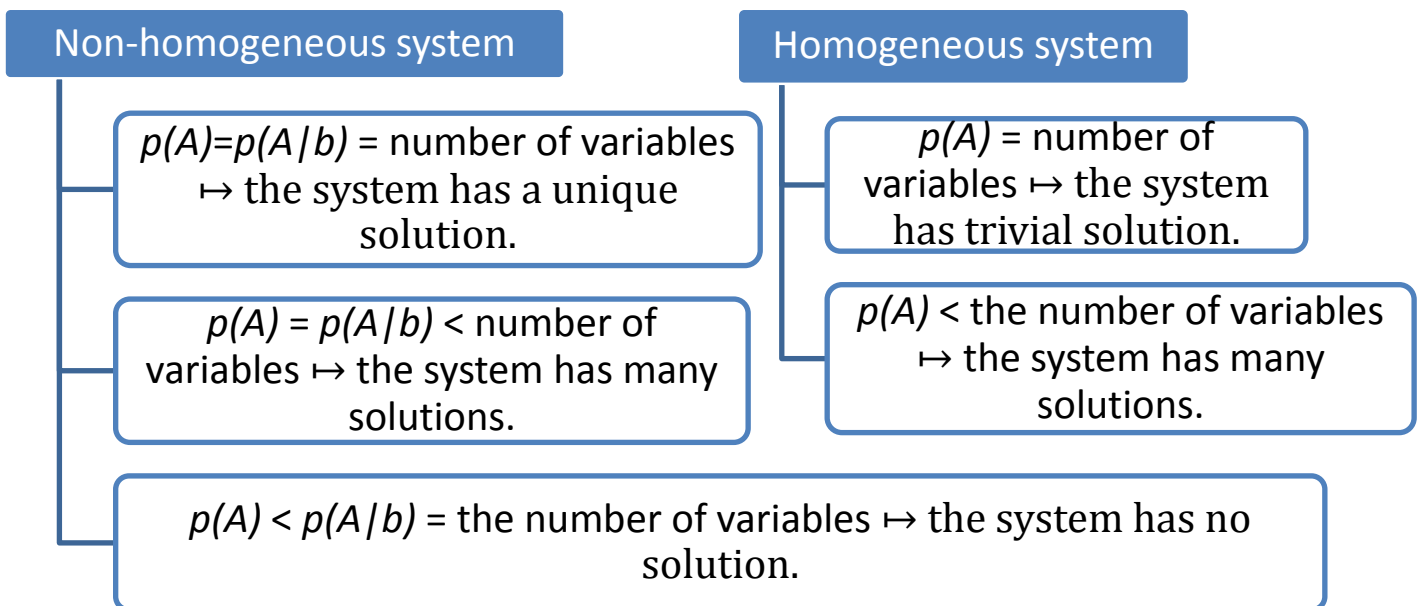 Non-homogeneous system
p(A)=p(A|b) = number of variables
↦ the system has a unique
solution.
p(A) = p(A|b) < number of
variables ↦ the system has many
solutions.
p(A) < p(A|b) = the number of variables ↦ the system has no
solution.
Homogeneous system
p(A) = number of
variables ↦ the system
has trivial solution.
p(A) < the number of variables
↦ the system has many
solutions.